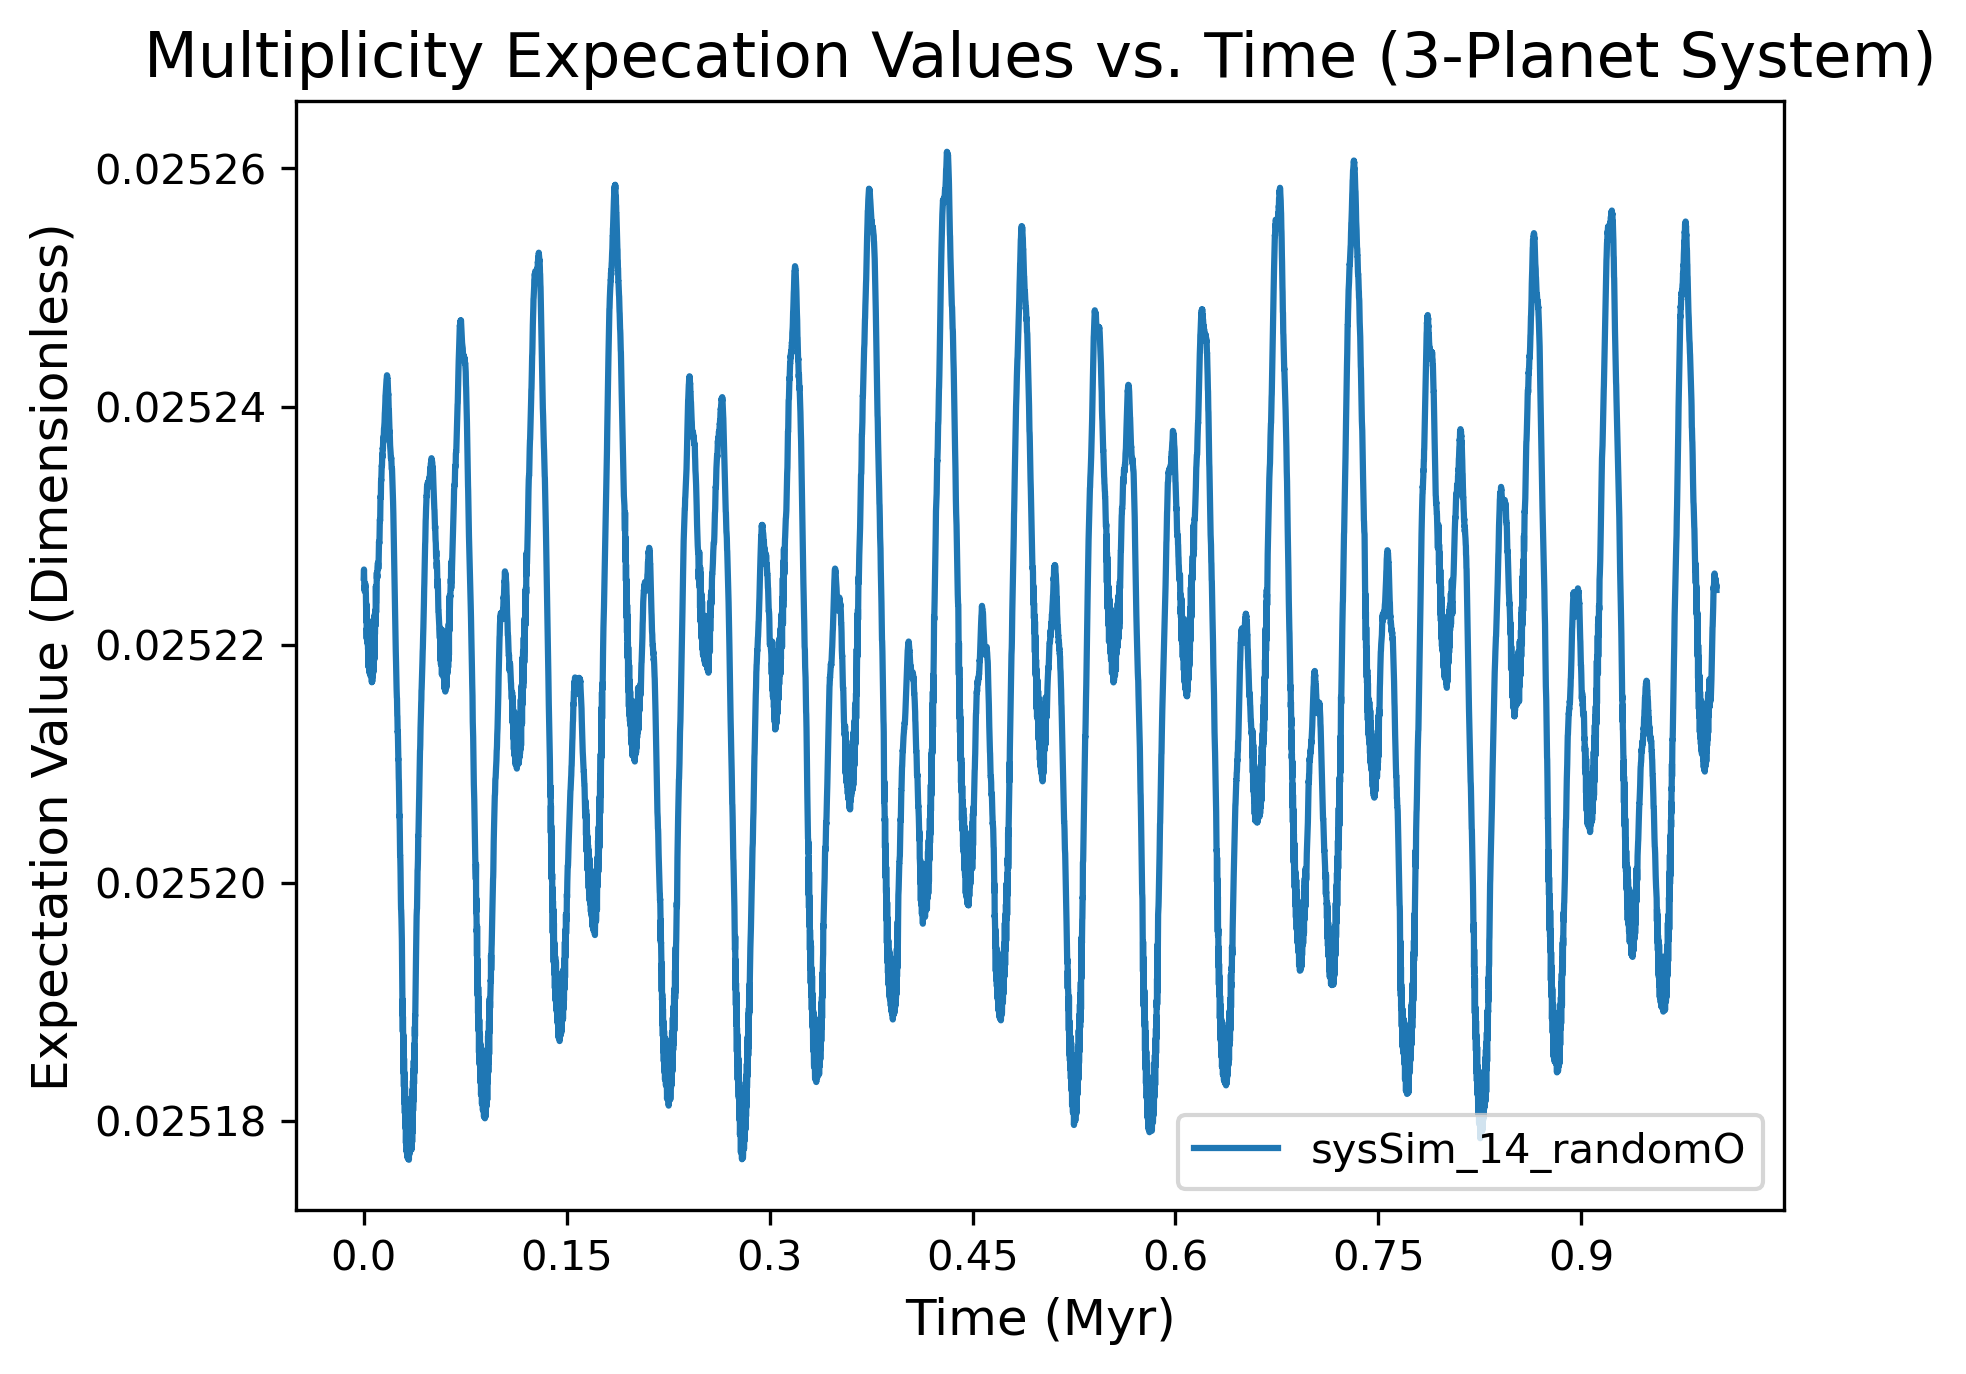 Multiplicity Expecation Values vs. Time (3-Planet System)
Expectation Value (Dimensionless)
0.02526
0.02524
0.02522
0.02520
0.02518
sysSim_14_randomO
0.0 0.15 0.3 0.45 0.6 0.75 0.9
Time (Myr)